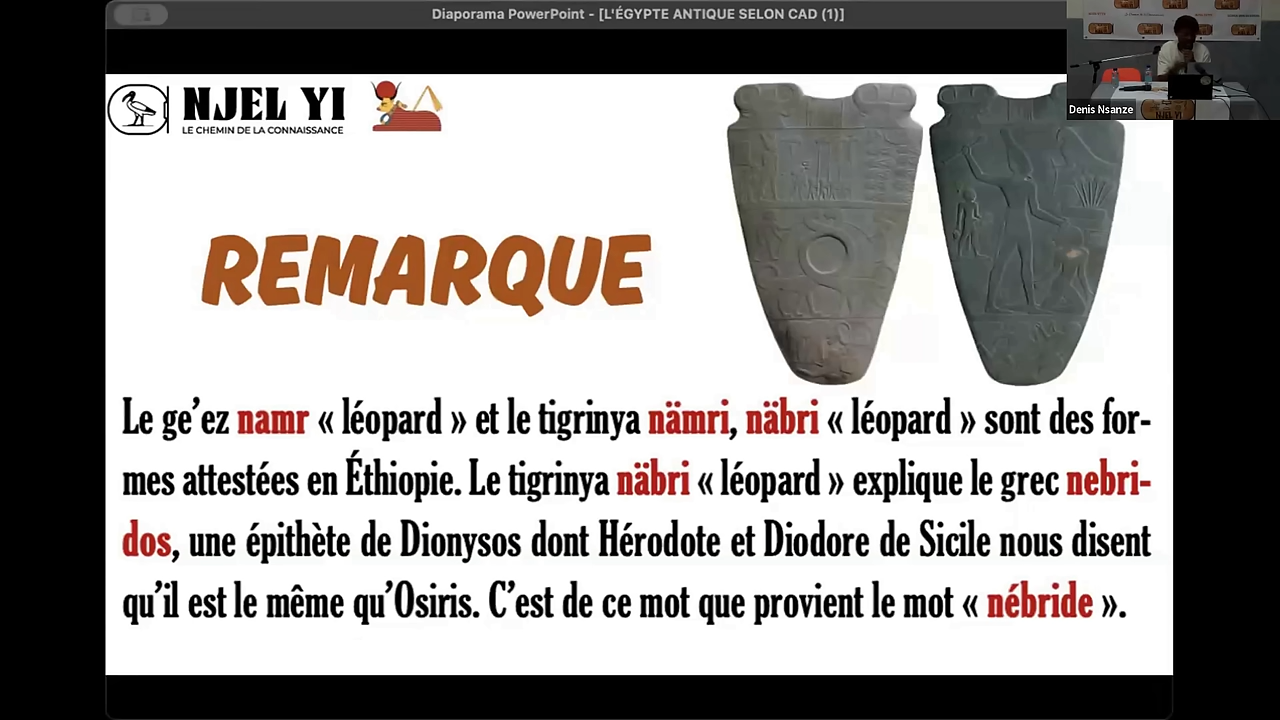 Diaporama PowerPoint - [L'ÉGYPTE ANTIQUE SELON CAD (1)]
Denis Nsanze
NJEL YI
LE CHEMIN DE LA CONNAISSANCE
REMARQUE
Le ge’ez namr « léopard » et le tigrinya nämri, näbri « léopard » sont des for-
mes attestées en Éthiopie. Le tigrinya näbri « léopard » explique le grec nebri-
dos, une épithète de Dionysos dont Hérodote et Diodore de Sicile nous disent
qu’il est le même qu’Osiris. C’est de ce mot que provient le mot « nébride ».